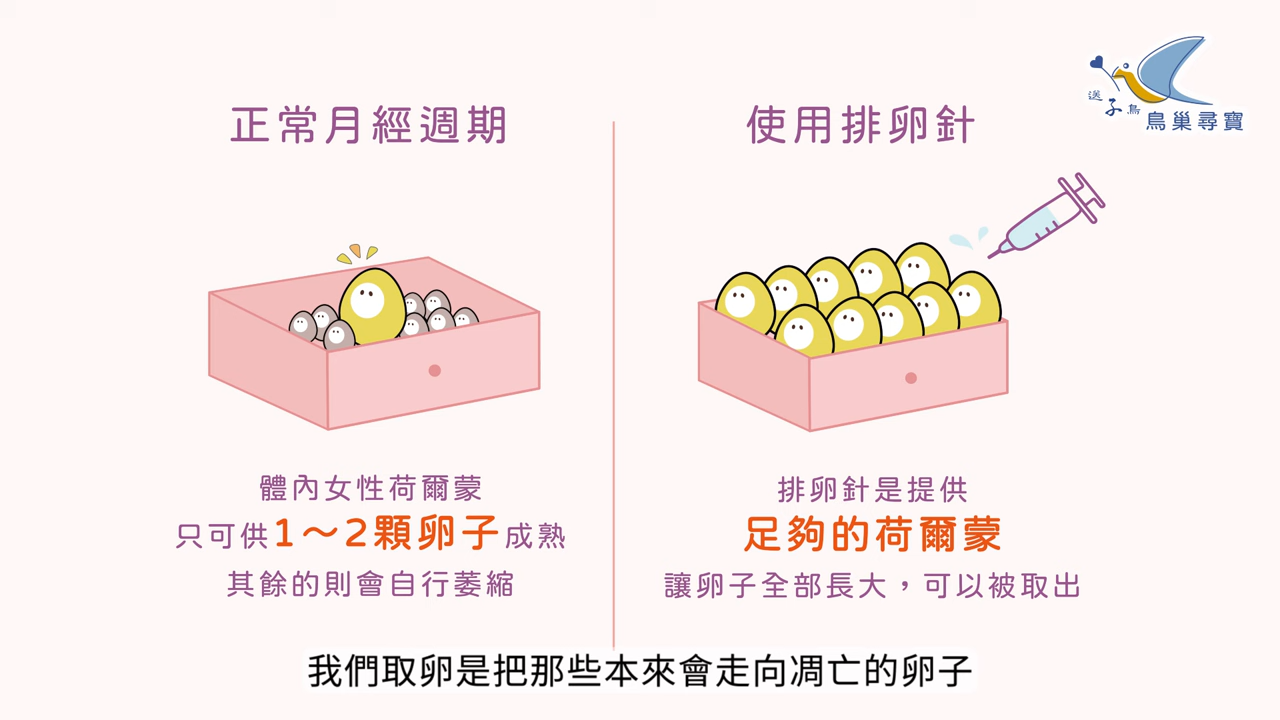 正常月經週期
體內女性荷爾蒙
只可供1～2顆卵子成熟
其餘的則會自行萎縮
使用排卵針
排卵針是提供
足夠的荷爾蒙
讓卵子全部長大，可以被取出
送子鳥
鳥巢尋寶
我們取卵是把那些本來會走向凋亡的卵子